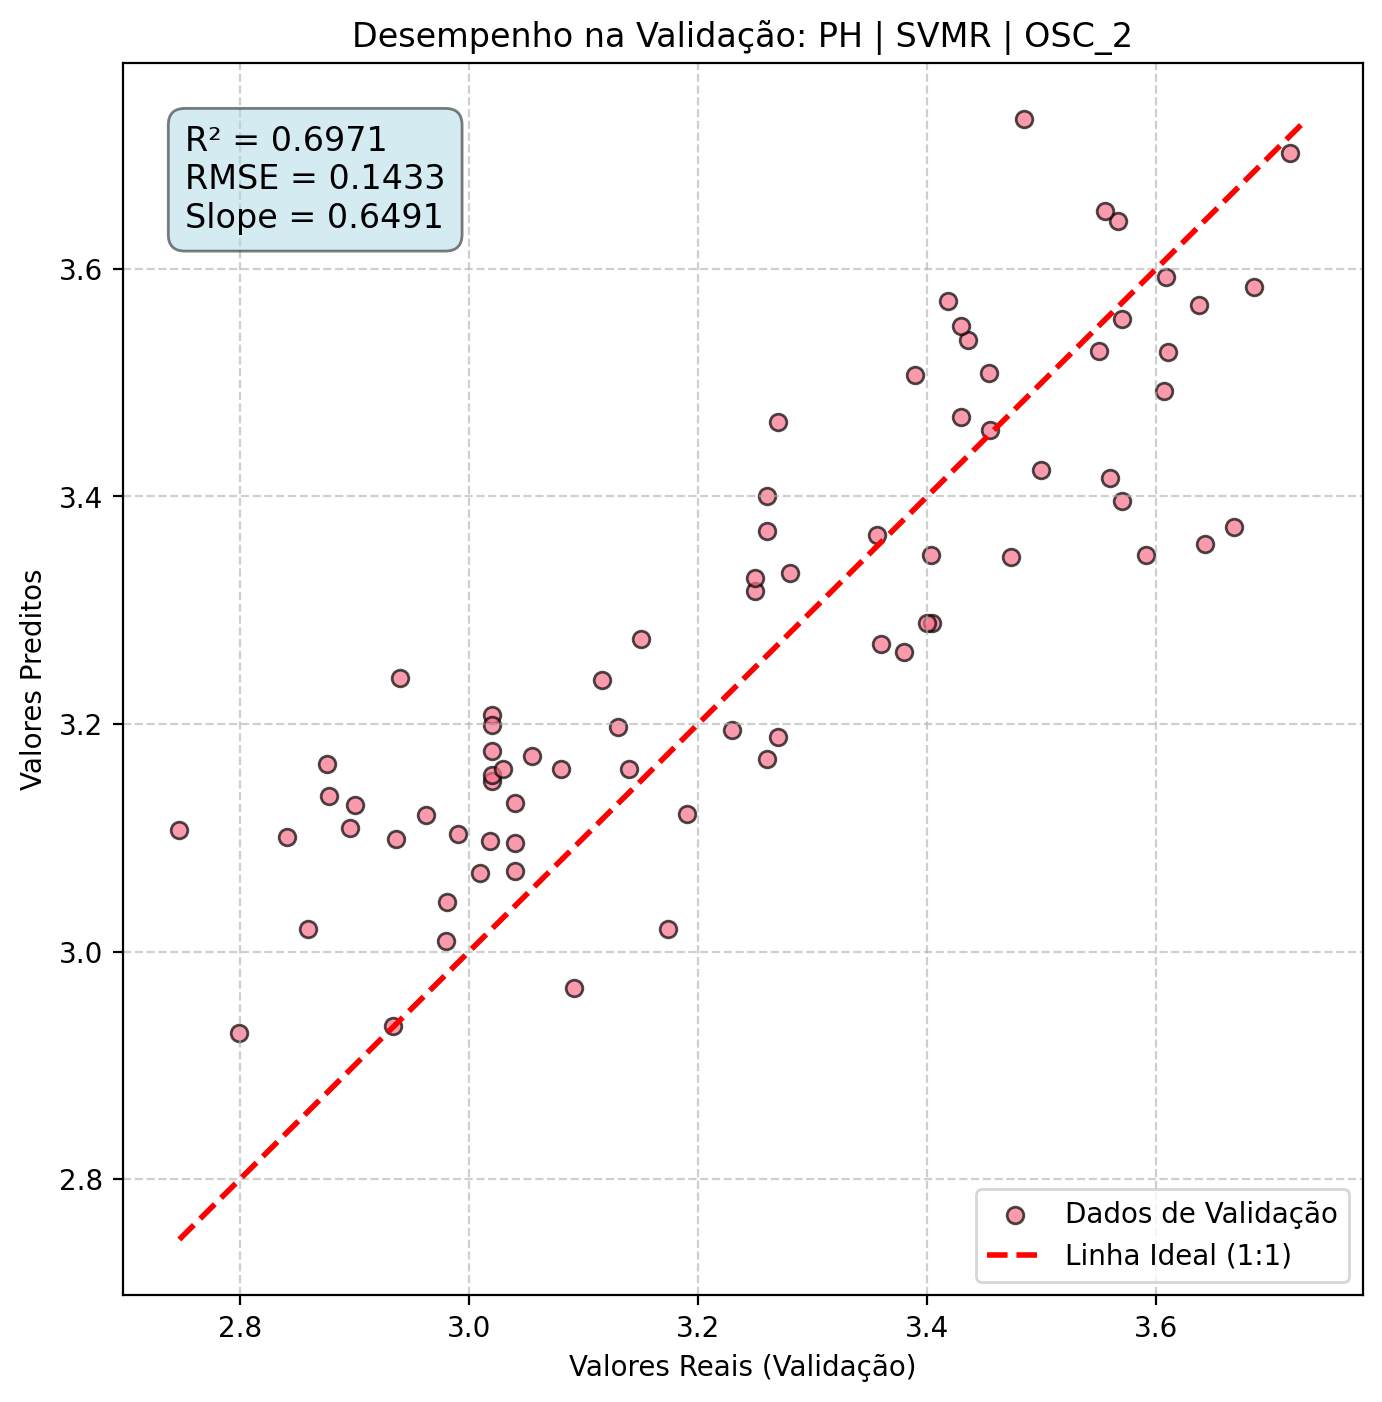 Desempenho na Validação: PH | SVMR | OSC_2
R² = 0.6971
RMSE = 0.1433
Slope = 0.6491
3.6
3.4
3.2
3.0
2.8
Valores Preditos
Dados de Validação
Linha Ideal (1:1)
2.8 3.0 3.2 3.4 3.6
Valores Reais (Validação)